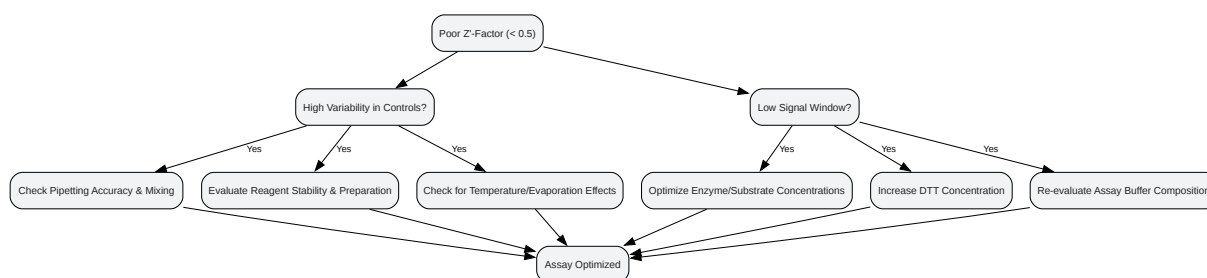 Poor Z'-Factor (< 0.5)
High Variability in Controls?
Low Signal Window?
Yes
Yes
Yes
Yes
Yes
Yes
Check Pipetting Accuracy & Mixing
Evaluate Reagent Stability & Preparation
Check for Temperature/Evaporation Effects
Optimize Enzyme/Substrate Concentrations
Increase DTT Concentration
Re-evaluate Assay Buffer Composition
Assay Optimized